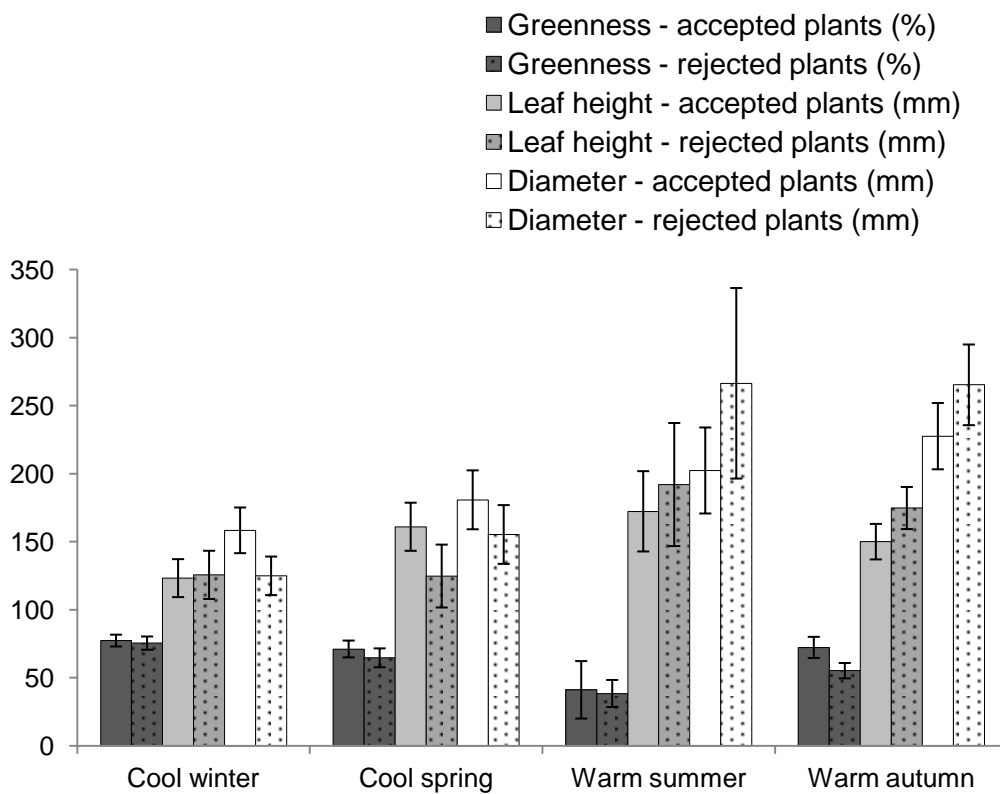 Greenness - accepted plants (%)
Greenness - rejected plants (%)
Leaf height - accepted plants (mm)
Leaf height - rejected plants (mm)
Diameter - accepted plants (mm)
Diameter - rejected plants (mm)
350
300
250
200
150
100
50
0
Cool winter Cool spring Warm summer Warm autumn